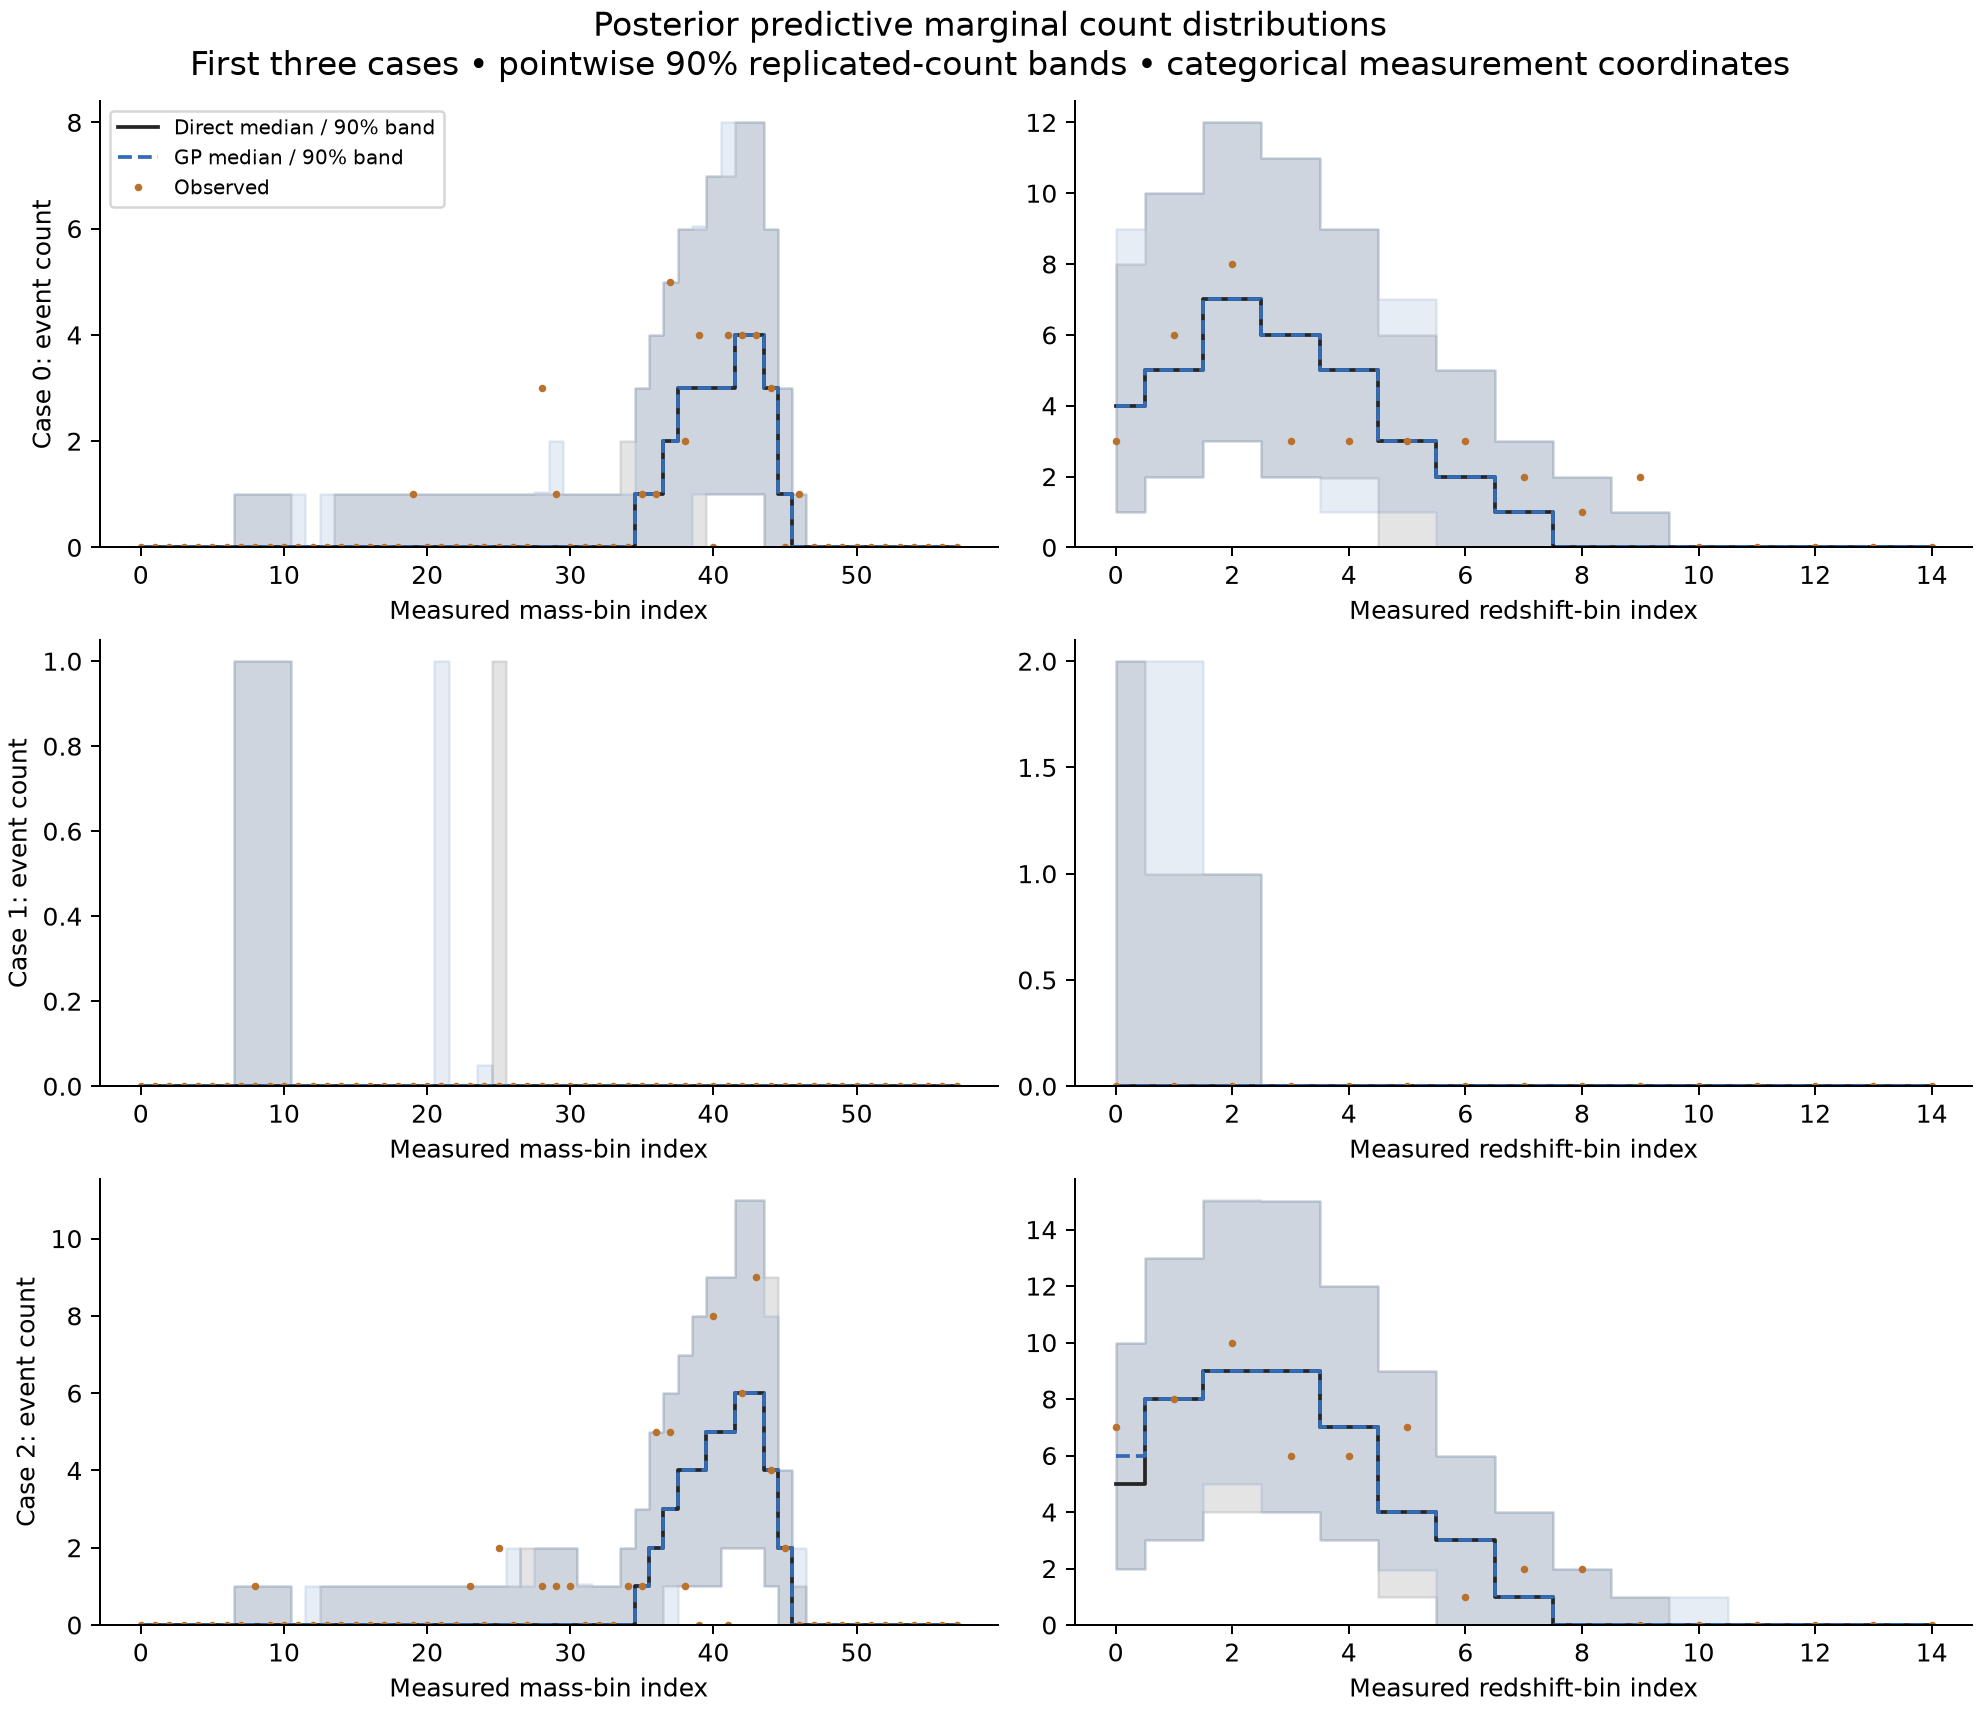 Posterior predictive marginal count distributions
First three cases • pointwise 90% replicated-count bands • categorical measurement coordinates
Direct median / 90% band
GP median / 90% band
Observed
Case 0: event count
8
6
4
2
0
0 10 20 30 40 50
Measured mass-bin index
12
10
8
6
4
2
0
0 2 4 6 8 10 12 14
Measured redshift-bin index
Case 1: event count
1.0
0.8
0.6
0.4
0.2
0.0
0 10 20 30 40 50
Measured mass-bin index
2.0
1.5
1.0
0.5
0.0
0 2 4 6 8 10 12 14
Measured redshift-bin index
Case 2: event count
10
8
6
4
2
0
0 10 20 30 40 50
Measured mass-bin index
14
12
10
8
6
4
2
0
0 2 4 6 8 10 12 14
Measured redshift-bin index